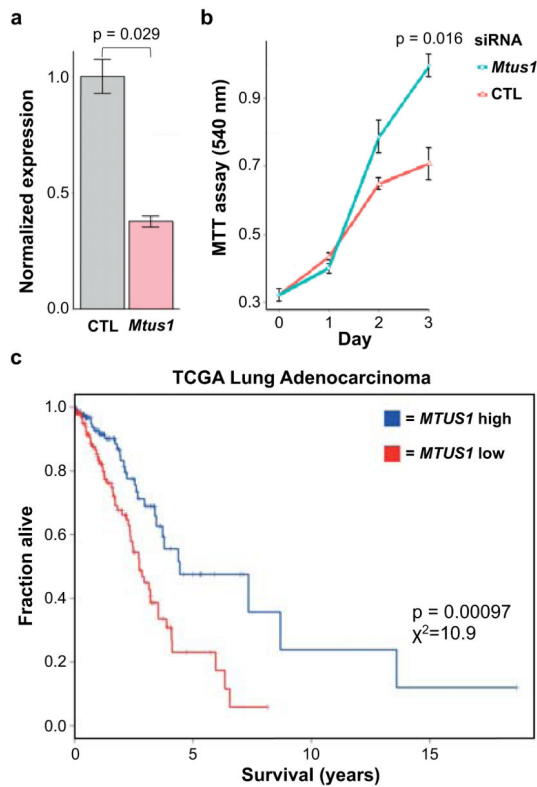 a
p = 0.029
Normalized expression
1.0
0.5
0.0
CTL
Mtus1
b
p = 0.016
siRNA
Mtus1
CTL
MTT assay (540 nm)
0.9
0.7
0.5
0.3
0 1 2 3
Day
c
TCGA Lung Adenocarcinoma
= MTUS1 high
= MTUS1 low
Fraction alive
1.0
0.8
0.6
0.4
0.2
0.0
p = 0.00097
χ²=10.9
0 5 10 15
Survival (years)